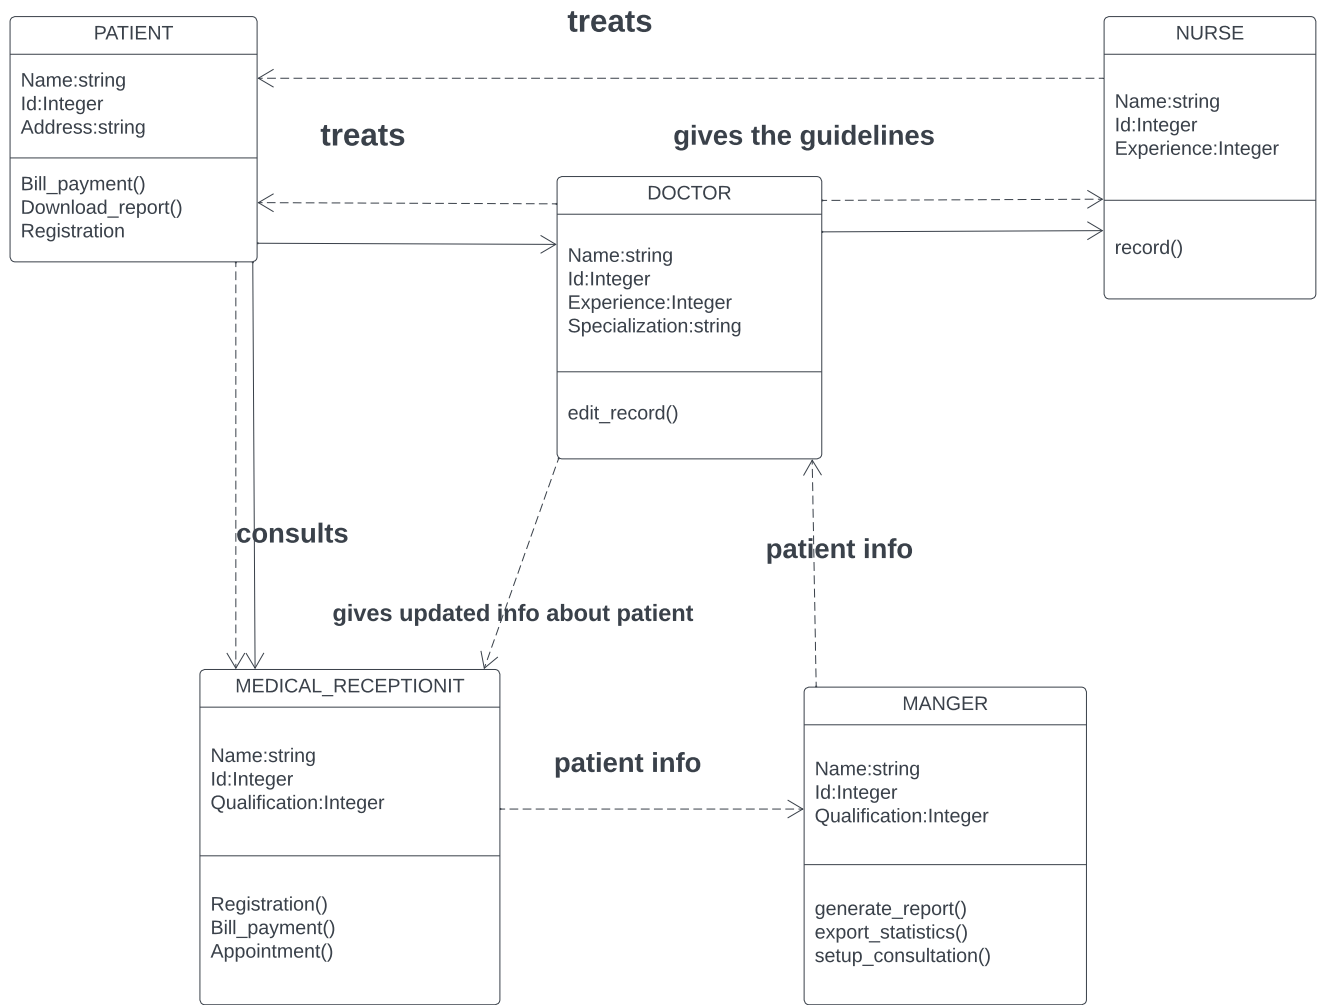 treats
PATIENT
Name:string
Id:Integer
Address:string
Bill_payment()
Download_report()
Registration
NURSE
Name:string
Id:Integer
Experience:Integer
record()
treats
gives the guidelines
DOCTOR
Name:string
Id:Integer
Experience:Integer
Specialization:string
edit_record()
consults
patient info
gives updated info about patient
MEDICAL_RECEPTIONIT
Name:string
Id:Integer
Qualification:Integer
Registration()
Bill_payment()
Appointment()
patient info
MANGER
Name:string
Id:Integer
Qualification:Integer
generate_report()
export_statistics()
setup_consultation()